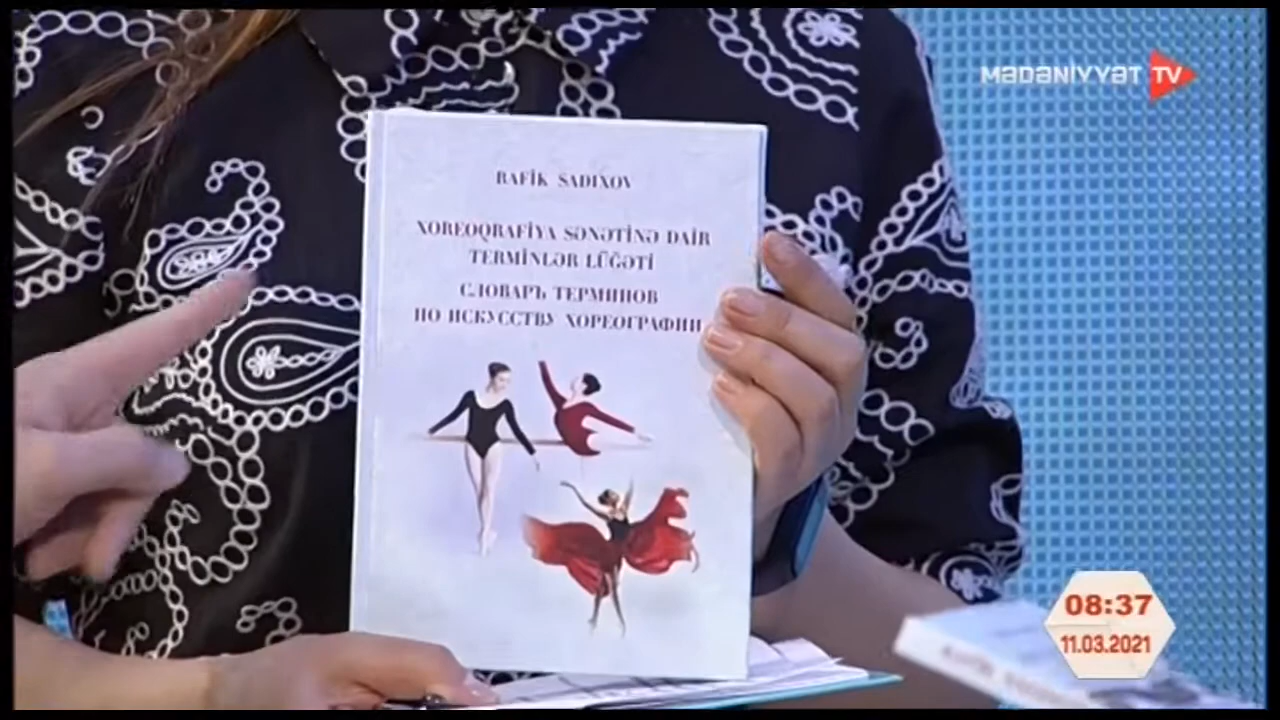 MƏDƏNİYYƏT TV
RAFİK SADIXOV
XOREOQRAFİYA SƏNƏTİNƏ DAİR
TERMİNLƏR LÜĞƏTİ
СЛОВАРЬ ТЕРМИНОВ
ПО ИСКУССТВУ ХОРЕОГРАФИИ
08:37
11.03.2021